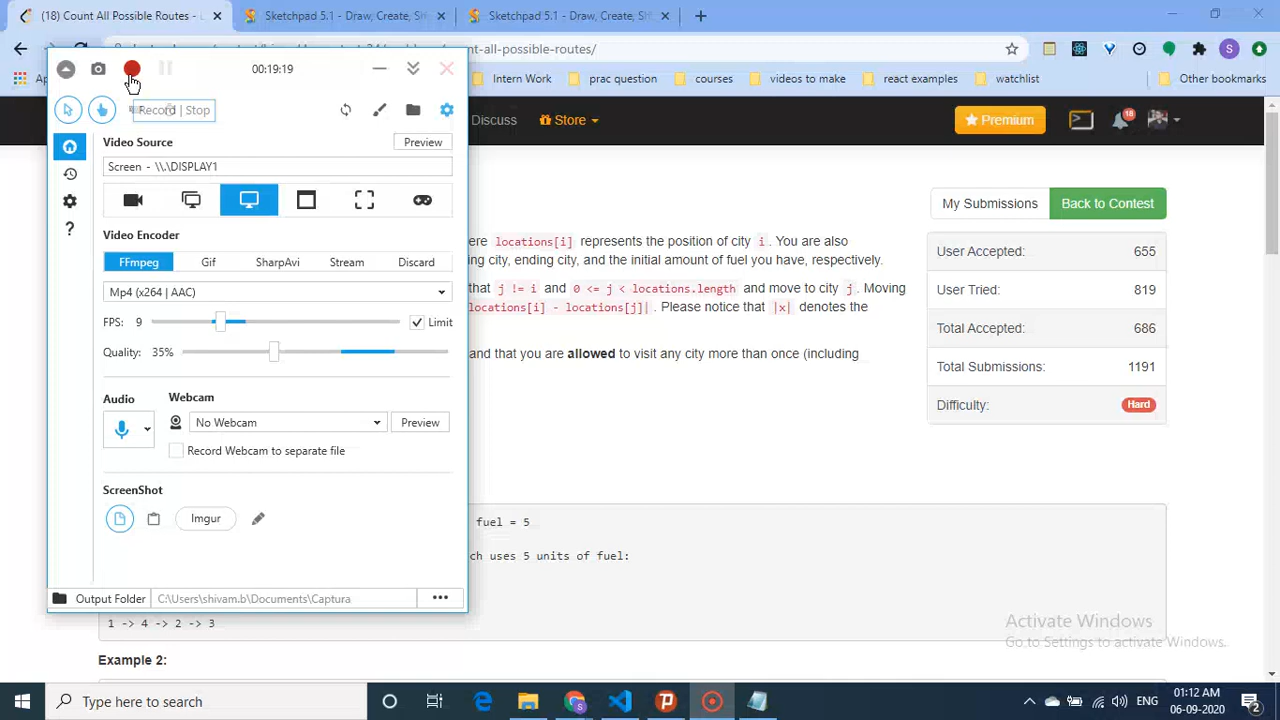 (18) Count All Possible Routes - L
Sketchpad 5.1 - Draw, Create, Sh
Sketchpad 5.1 - Draw, Create, Sh
nt-all-possible-routes/
S
Ap
Intern Work
prac question
courses
videos to make
react examples
watchlist
Other bookmarks
00:19:19
Record | Stop
Discuss
Store
Premium
18
Video Source
Preview
Screen - \\.\DISPLAY1
My Submissions
Back to Contest
Video Encoder
ere locations[i] represents the position of city i. You are also
ng city, ending city, and the initial amount of fuel you have, respectively.
User Accepted: 655
FFmpeg
Gif
SharpAvi
Stream
Discard
that j != i and 0 <= j < locations.length and move to city j. Moving
User Tried: 819
Mp4 (x264 | AAC)
locations[i] - locations[j]|. Please notice that |x| denotes the
FPS: 9
Limit
Total Accepted: 686
Quality: 35%
and that you are allowed to visit any city more than once (including
Total Submissions: 1191
Audio
Webcam
Difficulty: Hard
No Webcam
Preview
Record Webcam to separate file
ScreenShot
Imgur
fuel = 5
ch uses 5 units of fuel:
Output Folder
C:\Users\shivam.b\Documents\Captura
1 -> 4 -> 2 -> 3
Activate Windows
Go to Settings to activate Windows.
Example 2:
Type here to search
ENG
01:12 AM
06-09-2020
2